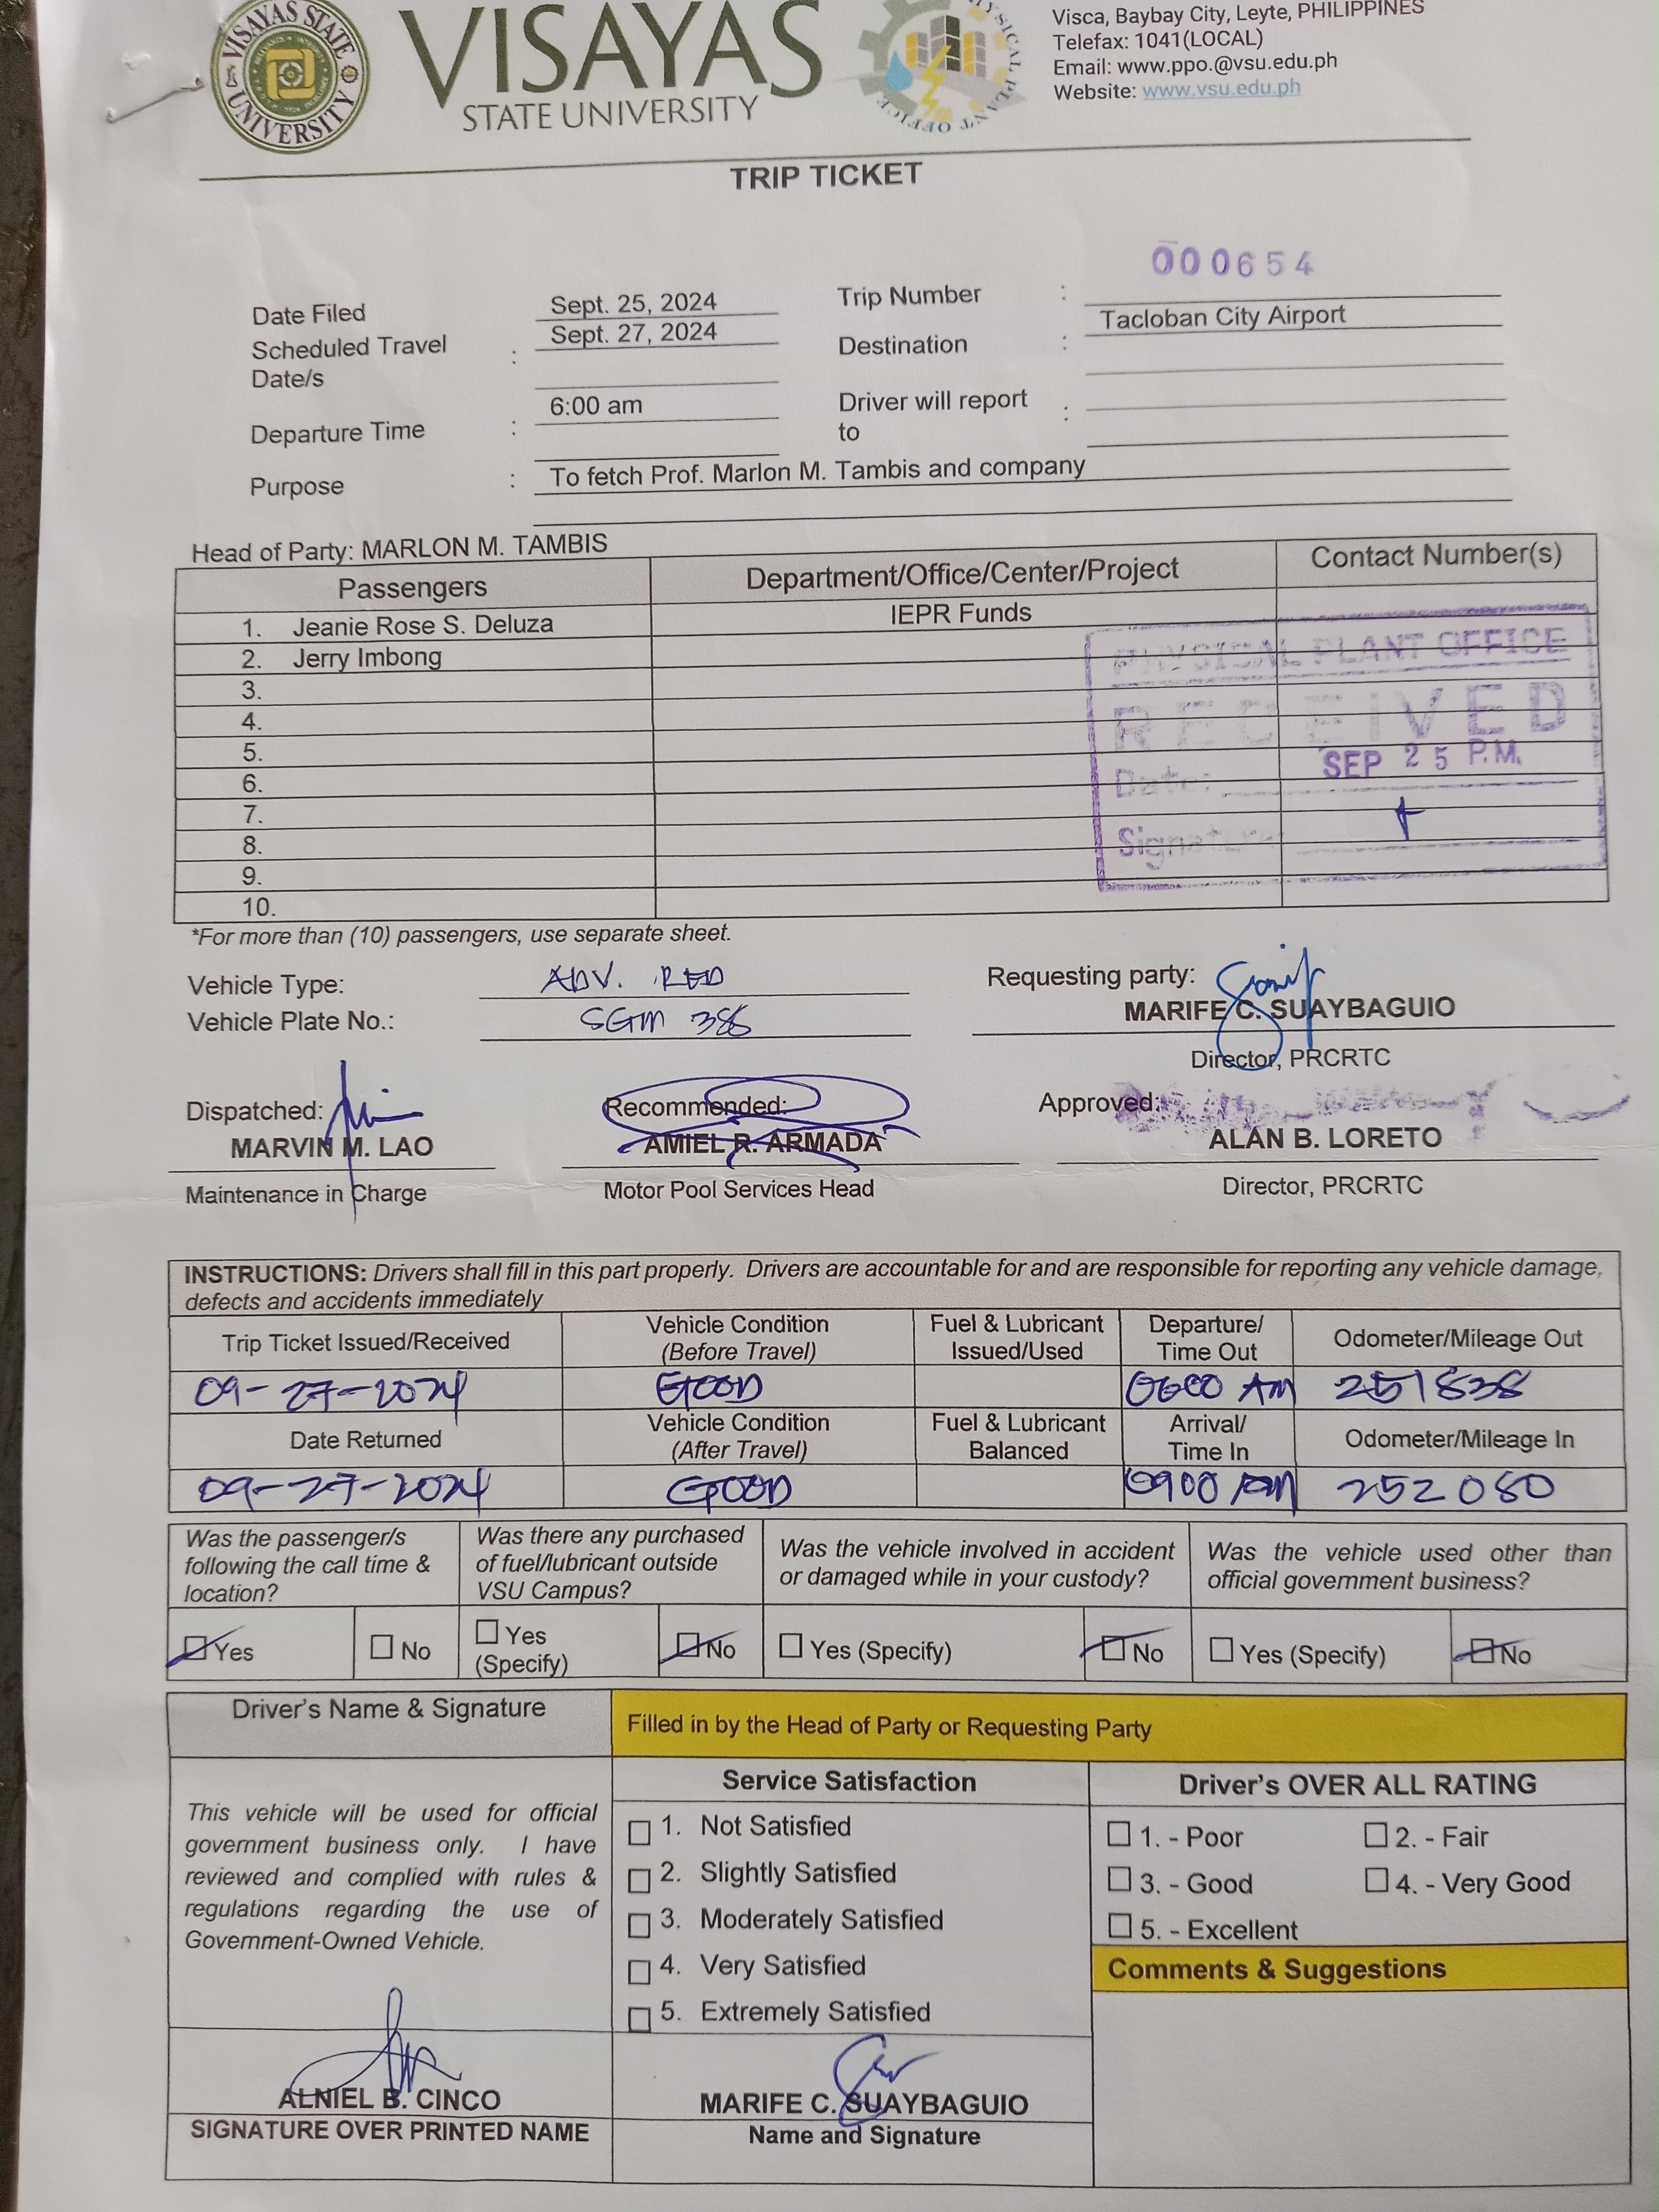 VISAYAS STATE UNIVERSITY
VISAYAS
STATE UNIVERSITY
PHYSICAL PLANT OFFICE
Visca, Baybay City, Leyte, PHILIPPINES
Telefax: 1041(LOCAL)
Email: www.ppo.@vsu.edu.ph
Website: www.vsu.edu.ph
TRIP TICKET
000654
Date Filed Sept. 25, 2024 Trip Number :
Scheduled Travel Date/s : Sept. 27, 2024 Destination : Tacloban City Airport
Departure Time : 6:00 am Driver will report to :
Purpose : To fetch Prof. Marlon M. Tambis and company
Head of Party: MARLON M. TAMBIS
Passengers Department/Office/Center/Project Contact Number(s)
1. Jeanie Rose S. Deluza IEPR Funds
2. Jerry Imbong
3.
4.
5.
6.
7.
8.
9.
10.
PHYSICAL PLANT OFFICE
RECEIVED
Date: SEP 25 P.M.
Signature
*For more than (10) passengers, use separate sheet.
Vehicle Type: ADV. RED
Vehicle Plate No.: SGM
Requesting party:
MARIFE C. SUAYBAGUIO
Director, PRCRTC
Dispatched: Recommended: Approved:
MARVIN M. LAO AMIEL R. ARMADA ALAN B. LORETO
Maintenance in Charge Motor Pool Services Head Director, PRCRTC
INSTRUCTIONS: Drivers shall fill in this part properly. Drivers are accountable for and are responsible for reporting any vehicle damage,
defects and accidents immediately
Trip Ticket Issued/Received Vehicle Condition (Before Travel) Fuel & Lubricant Issued/Used Departure/ Time Out Odometer/Mileage Out
09-27-2024 GOOD 0600 AM 251838
Date Returned Vehicle Condition (After Travel) Fuel & Lubricant Balanced Arrival/ Time In Odometer/Mileage In
09-27-2024 GOOD 0900 252080
Was the passenger/s
following the call time &
location?
Yes No
Was there any purchased
of fuel/lubricant outside
VSU Campus?
Yes (Specify) No
Was the vehicle involved in accident
or damaged while in your custody?
Yes (Specify) No
Was the vehicle used other than
official government business?
Yes (Specify) No
Driver's Name & Signature
Filled in by the Head of Party or Requesting Party
This vehicle will be used for official
government business only. I have
reviewed and complied with rules &
regulations regarding the use of
Government-Owned Vehicle.
ALNIEL B. CINCO
SIGNATURE OVER PRINTED NAME
Service Satisfaction
1. Not Satisfied
2. Slightly Satisfied
3. Moderately Satisfied
4. Very Satisfied
5. Extremely Satisfied
MARIFE C. SUAYBAGUIO
Name and Signature
Driver's OVER ALL RATING
1. - Poor 2. - Fair
3. - Good 4. - Very Good
5. - Excellent
Comments & Suggestions